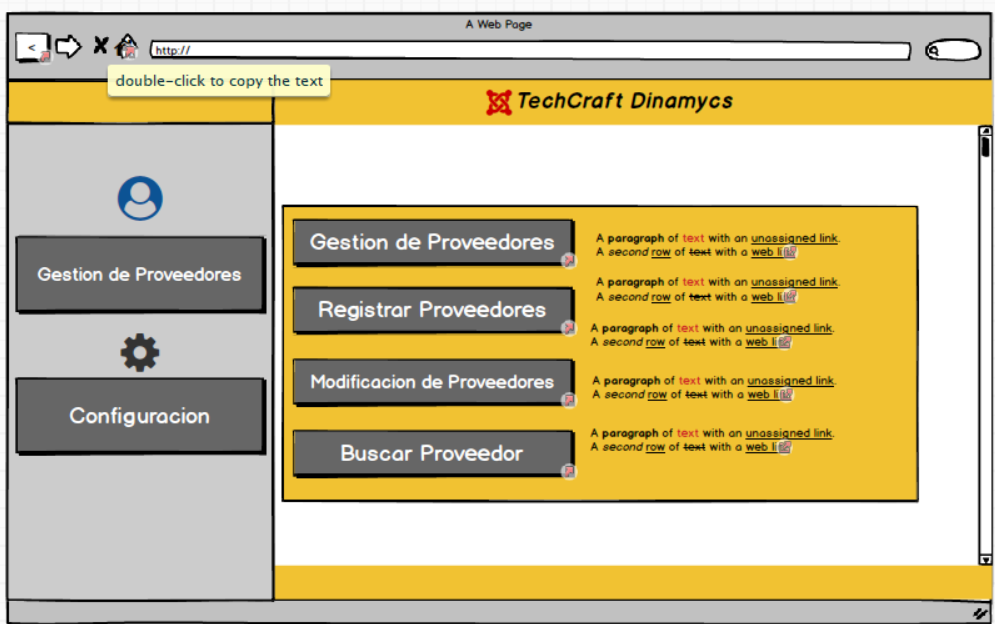 A Web Page
<
http://
double-click to copy the text
TechCraft Dinamycs
Gestion de Proveedores
Configuracion
Gestion de Proveedores
A paragraph of text with an unassigned link.
A second row of text with a web li
Registrar Proveedores
A paragraph of text with an unassigned link.
A second row of text with a web li
A paragraph of text with an unassigned link.
A second row of text with a web li
Modificacion de Proveedores
A paragraph of text with an unassigned link.
A second row of text with a web li
Buscar Proveedor
A paragraph of text with an unassigned link.
A second row of text with a web li